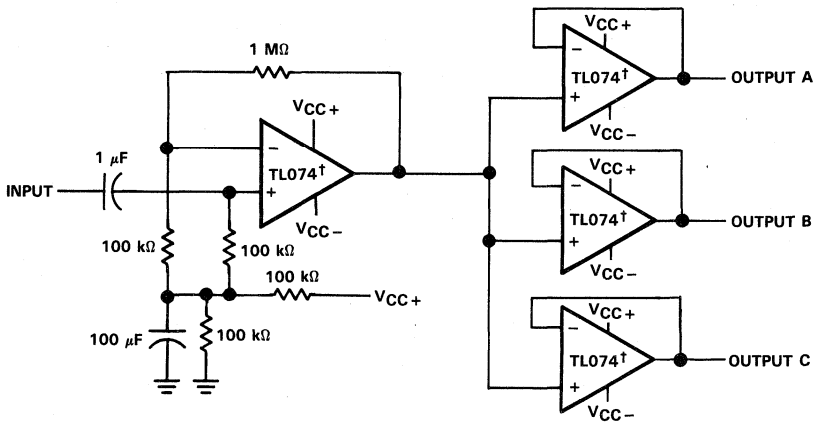 1 MΩ
VCC+
TL074†
VCC−
1 μF
INPUT
−
+
100 kΩ
100 kΩ
100 kΩ
VCC+
100 μF
100 kΩ
VCC+
−
TL074†
+
VCC−
OUTPUT A
VCC+
−
TL074†
+
VCC−
OUTPUT B
VCC+
−
TL074†
+
VCC−
OUTPUT C